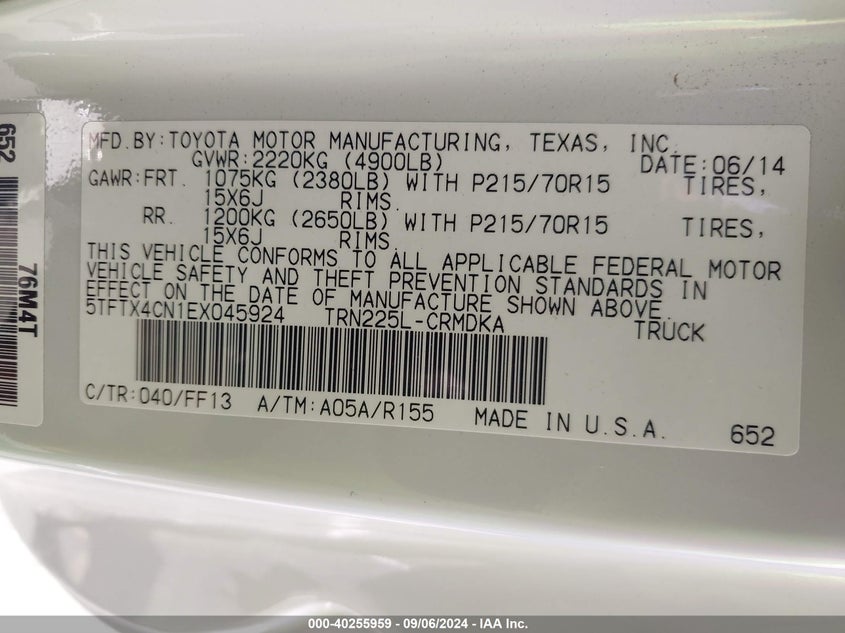 MFD.BY:TOYOTA MOTOR MANUFACTURING, TEXAS, INC.
GVWR:2220KG (4900LB) DATE:06/14
GAWR:FRT. 1075KG (2380LB) WITH P215/70R15 TIRES,
15X6J RIMS.
RR. 1200KG (2650LB) WITH P215/70R15 TIRES,
15X6J RIMS.
THIS VEHICLE CONFORMS TO ALL APPLICABLE FEDERAL MOTOR
VEHICLE SAFETY AND THEFT PREVENTION STANDARDS IN
EFFECT ON THE DATE OF MANUFACTURE SHOWN ABOVE.
5TFTX4CN1EX045924 TRN225L-CRMDKA TRUCK
C/TR:040/FF13 A/TM:A05A/R155 MADE IN U.S.A. 652
652
76M4T
000-40255959 - 09/06/2024 - IAA Inc.